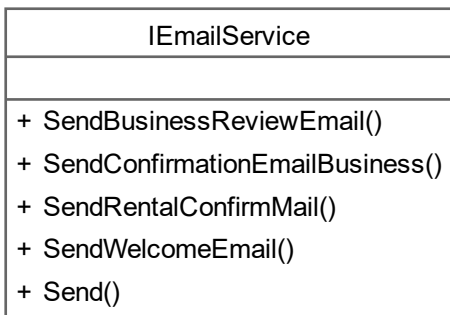 IEmailService
+ SendBusinessReviewEmail()
+ SendConfirmationEmailBusiness()
+ SendRentalConfirmMail()
+ SendWelcomeEmail()
+ Send()